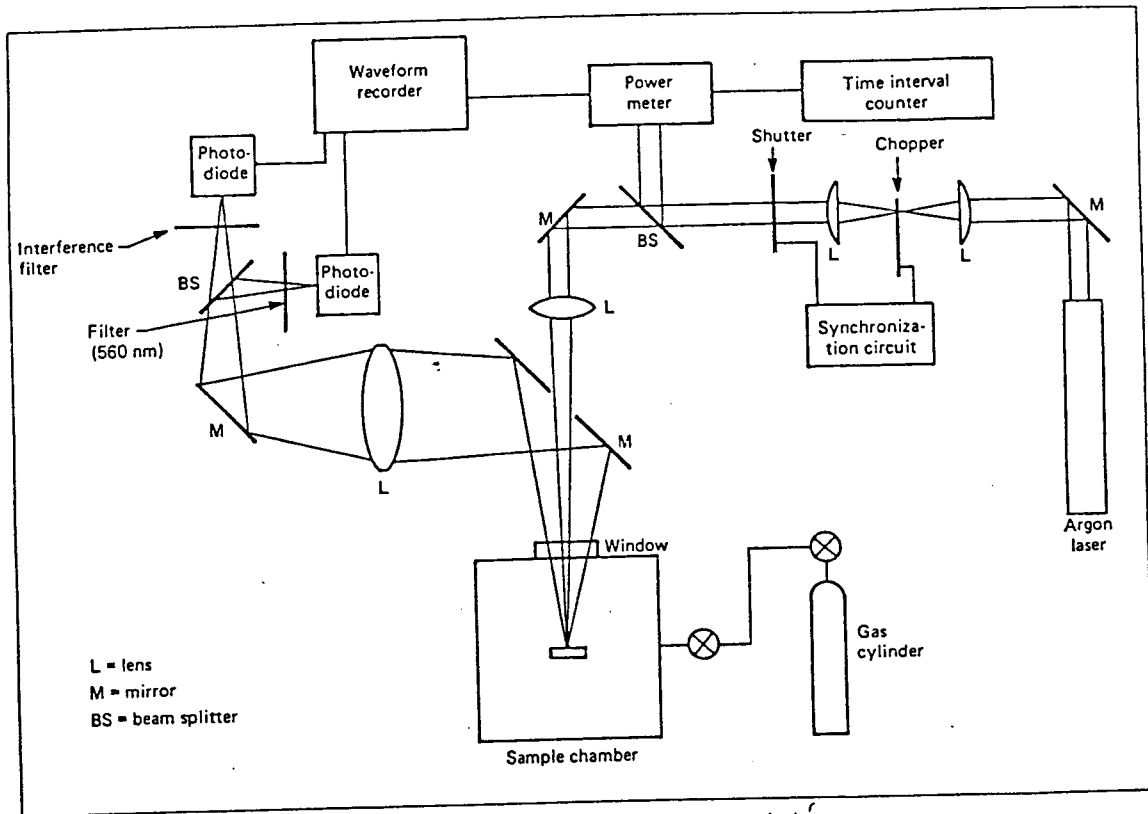 Waveform
recorder
Power
meter
Time interval
counter
Photo-
diode
Shutter
Chopper
Interference
filter
M
BS
L
L
M
BS
Photo-
diode
Filter
(560 nm)
L
Synchroniza-
tion circuit
M
L
M
Argon
laser
Window
Gas
cylinder
L = lens
M = mirror
BS = beam splitter
Sample chamber